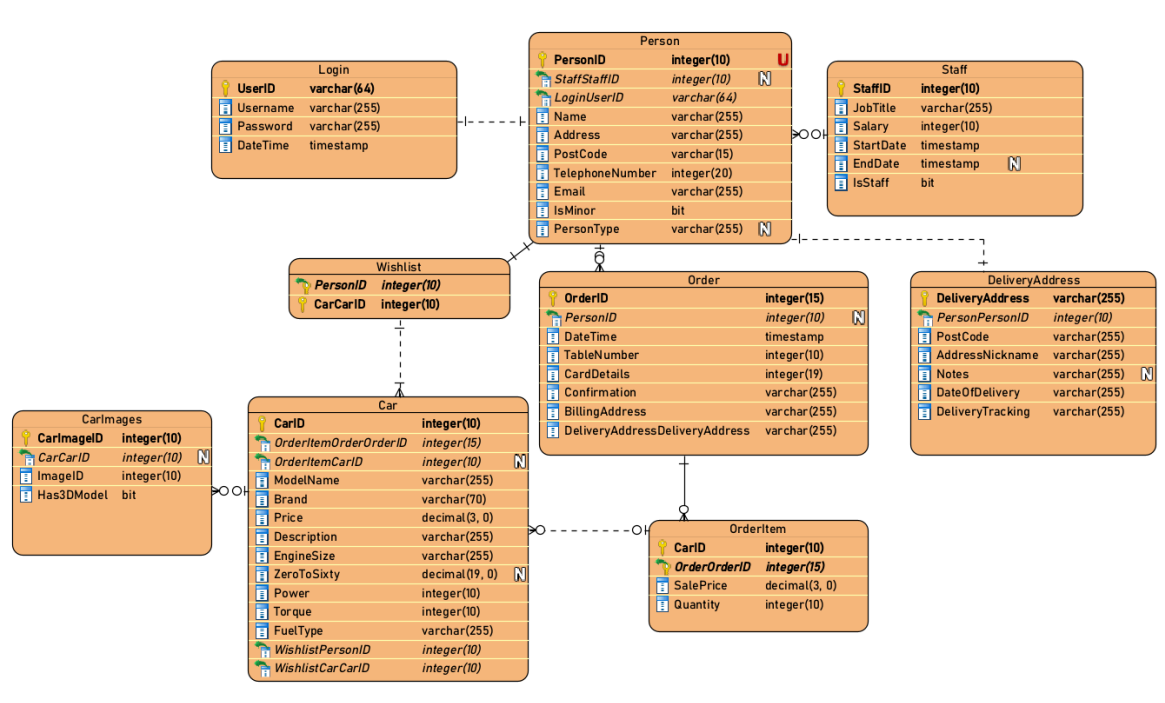 Person
PersonID integer(10) U
StaffStaffID integer(10) N
LoginUserID varchar(64)
Name varchar(255)
Address varchar(255)
PostCode varchar(15)
TelephoneNumber integer(20)
Email varchar(255)
IsMinor bit
PersonType varchar(255) N
Login
UserID varchar(64)
Username varchar(255)
Password varchar(255)
DateTime timestamp
Staff
StaffID integer(10)
JobTitle varchar(255)
Salary integer(10)
StartDate timestamp
EndDate timestamp N
IsStaff bit
Wishlist
PersonID integer(10)
CarCarID integer(10)
Order
OrderID integer(15)
PersonID integer(10) N
DateTime timestamp
TableNumber integer(10)
CardDetails integer(19)
Confirmation varchar(255)
BillingAddress varchar(255)
DeliveryAddressDeliveryAddress varchar(255)
DeliveryAddress
DeliveryAddress varchar(255)
PersonPersonID integer(10)
PostCode varchar(255)
AddressNickname varchar(255)
Notes varchar(255) N
DateOfDelivery varchar(255)
DeliveryTracking varchar(255)
CarImages
CarImageID integer(10)
CarCarID integer(10) N
ImageID integer(10)
Has3DModel bit
Car
CarID integer(10)
OrderItemOrderOrderID integer(15)
OrderItemCarID integer(10) N
ModelName varchar(255)
Brand varchar(70)
Price decimal(3, 0)
Description varchar(255)
EngineSize varchar(255)
ZeroToSixty decimal(19, 0) N
Power integer(10)
Torque integer(10)
FuelType varchar(255)
WishlistPersonID integer(10)
WishlistCarCarID integer(10)
OrderItem
CarID integer(10)
OrderOrderID integer(15)
SalePrice decimal(3, 0)
Quantity integer(10)